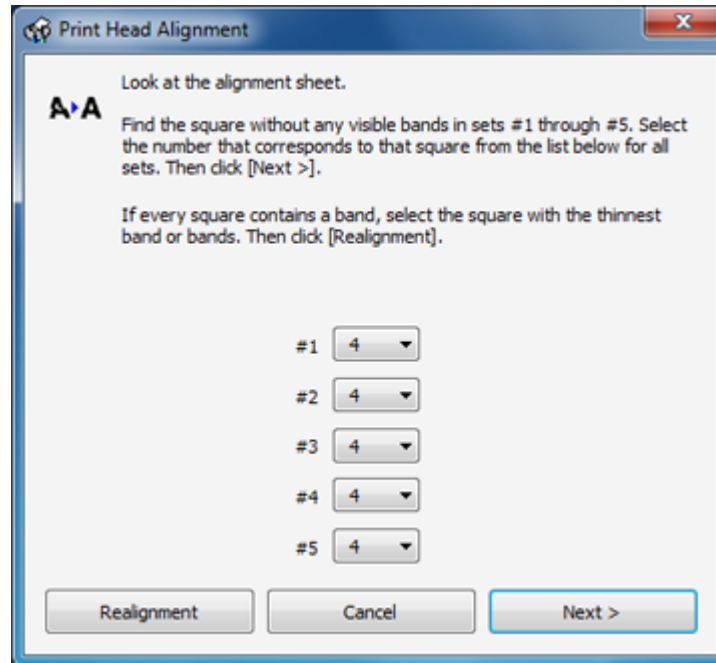 Print Head Alignment
Look at the alignment sheet.
A A
Find the square without any visible bands in sets #1 through #5. Select
the number that corresponds to that square from the list below for all
sets. Then click [Next >].
If every square contains a band, select the square with the thinnest
band or bands. Then click [Realignment].
#1 4
#2 4
#3 4
#4 4
#5 4
Realignment Cancel Next >